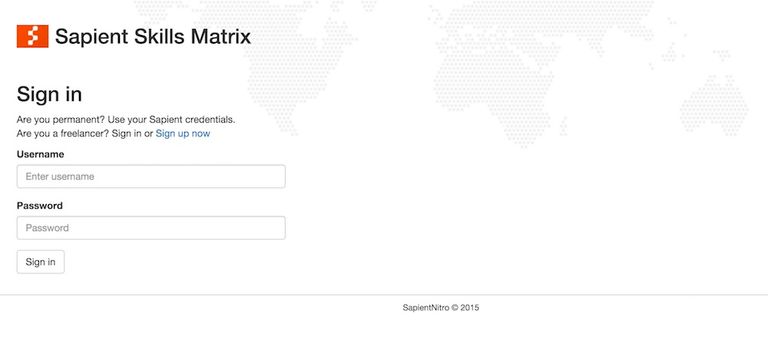 Sapient Skills Matrix
Sign in
Are you permanent? Use your Sapient credentials.
Are you a freelancer? Sign in or Sign up now
Username
Enter username
Password
Password
Sign in
SapientNitro © 2015